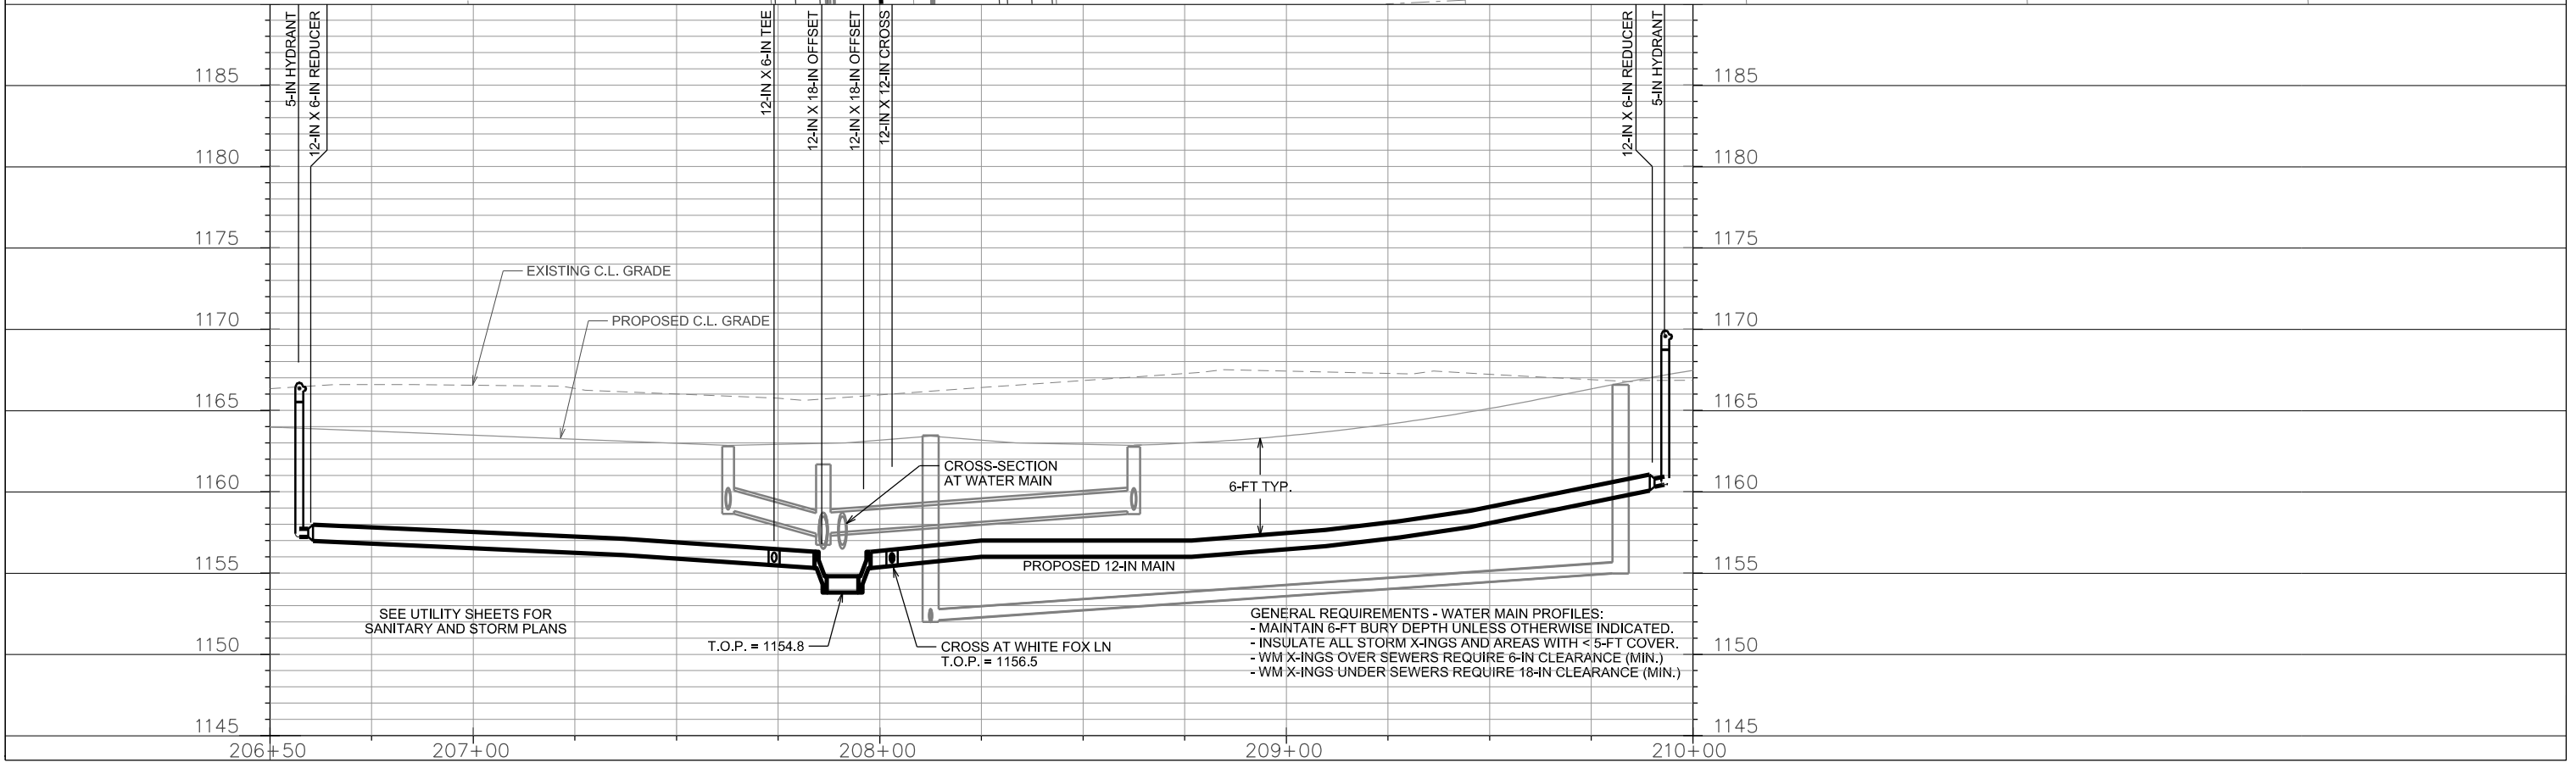 5-IN HYDRANT
12-IN X 6-IN REDUCER
12-IN X 6-IN TEE
12-IN X 18-IN OFFSET
12-IN X 18-IN OFFSET
12-IN X 12-IN CROSS
12-IN X 6-IN REDUCER
5-IN HYDRANT
1185
1185
1180
1180
1175
1175
EXISTING C.L. GRADE
1170
PROPOSED C.L. GRADE
1170
1165
1165
CROSS-SECTION
AT WATER MAIN
1160
6-FT TYP.
1160
1155
PROPOSED 12-IN MAIN
1155
SEE UTILITY SHEETS FOR
SANITARY AND STORM PLANS
GENERAL REQUIREMENTS - WATER MAIN PROFILES:
- MAINTAIN 6-FT BURY DEPTH UNLESS OTHERWISE INDICATED.
- INSULATE ALL STORM X-INGS AND AREAS WITH < 5-FT COVER.
- WM X-INGS OVER SEWERS REQUIRE 6-IN CLEARANCE (MIN.)
- WM X-INGS UNDER SEWERS REQUIRE 18-IN CLEARANCE (MIN.)
1150
T.O.P. = 1154.8
CROSS AT WHITE FOX LN
T.O.P. = 1156.5
1150
1145
1145
206+50
207+00
208+00
209+00
210+00